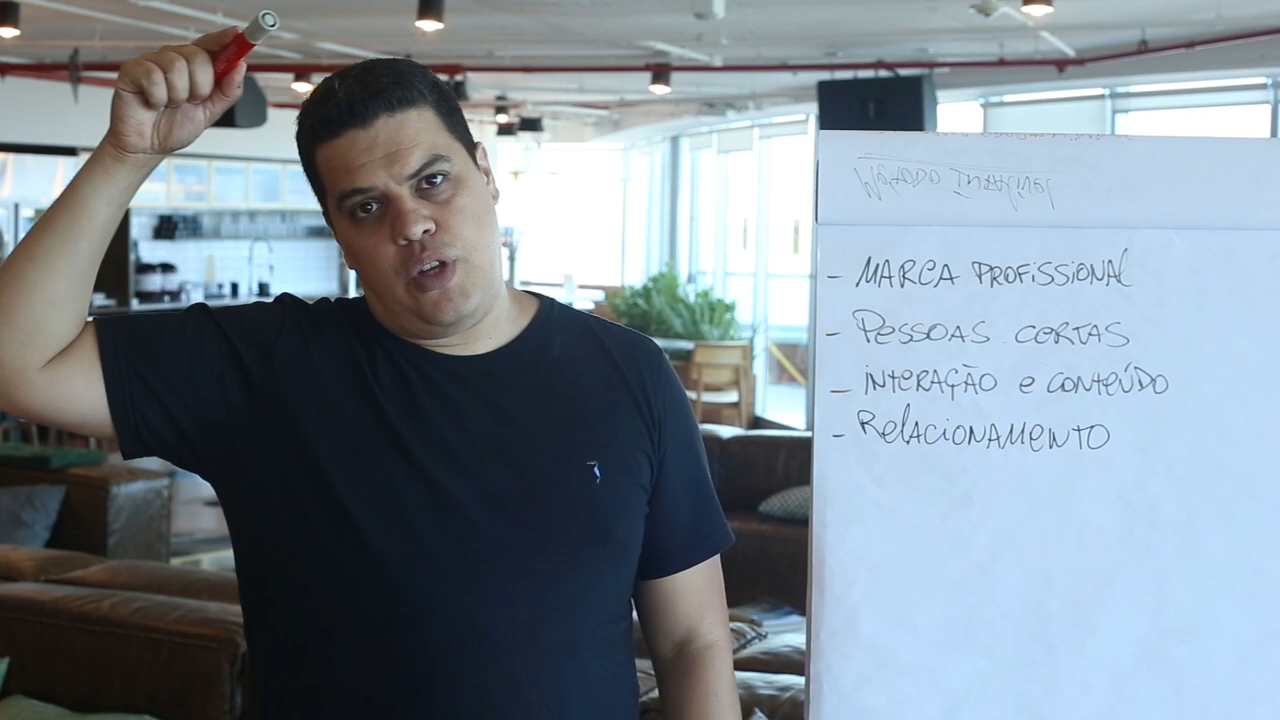 - MARCA PROFISSIONAL
- PESSOAS CERTAS
- INTERAÇÃO e CONTEÚDO
- RelACIONAMENTO